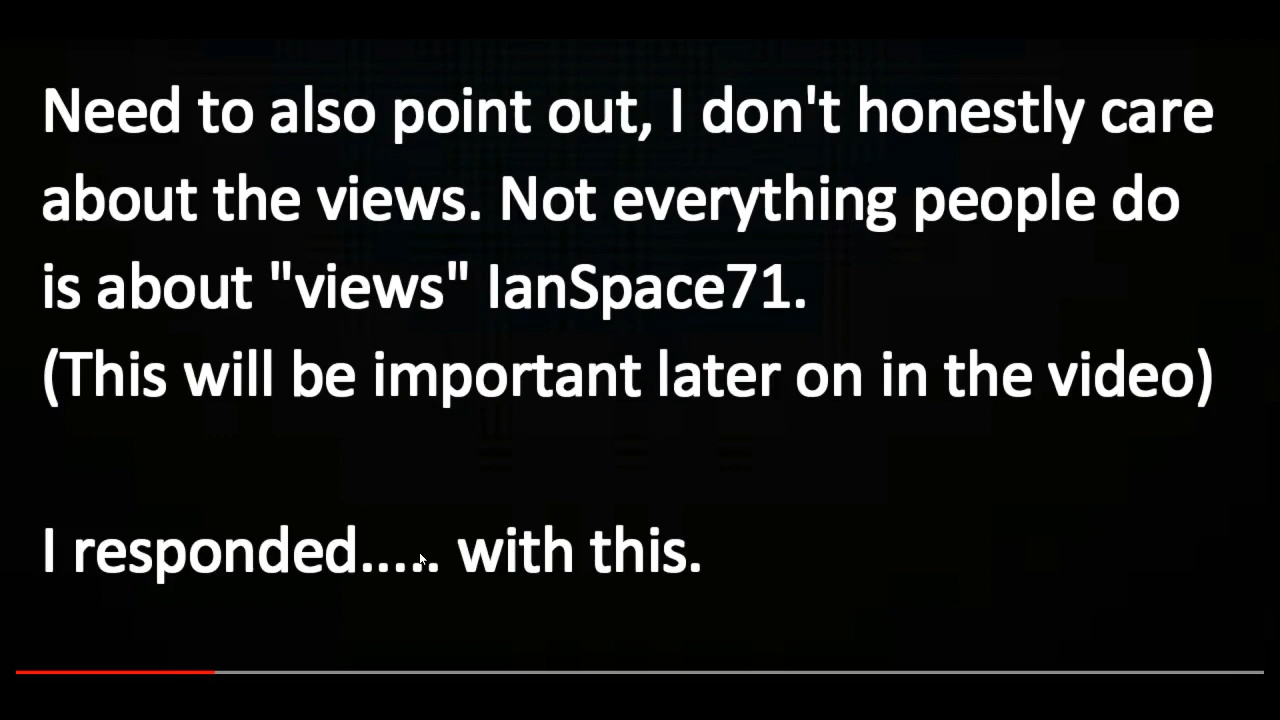 Need to also point out, I don't honestly care
about the views. Not everything people do
is about "views" IanSpace71.
(This will be important later on in the video)
I responded..... with this.